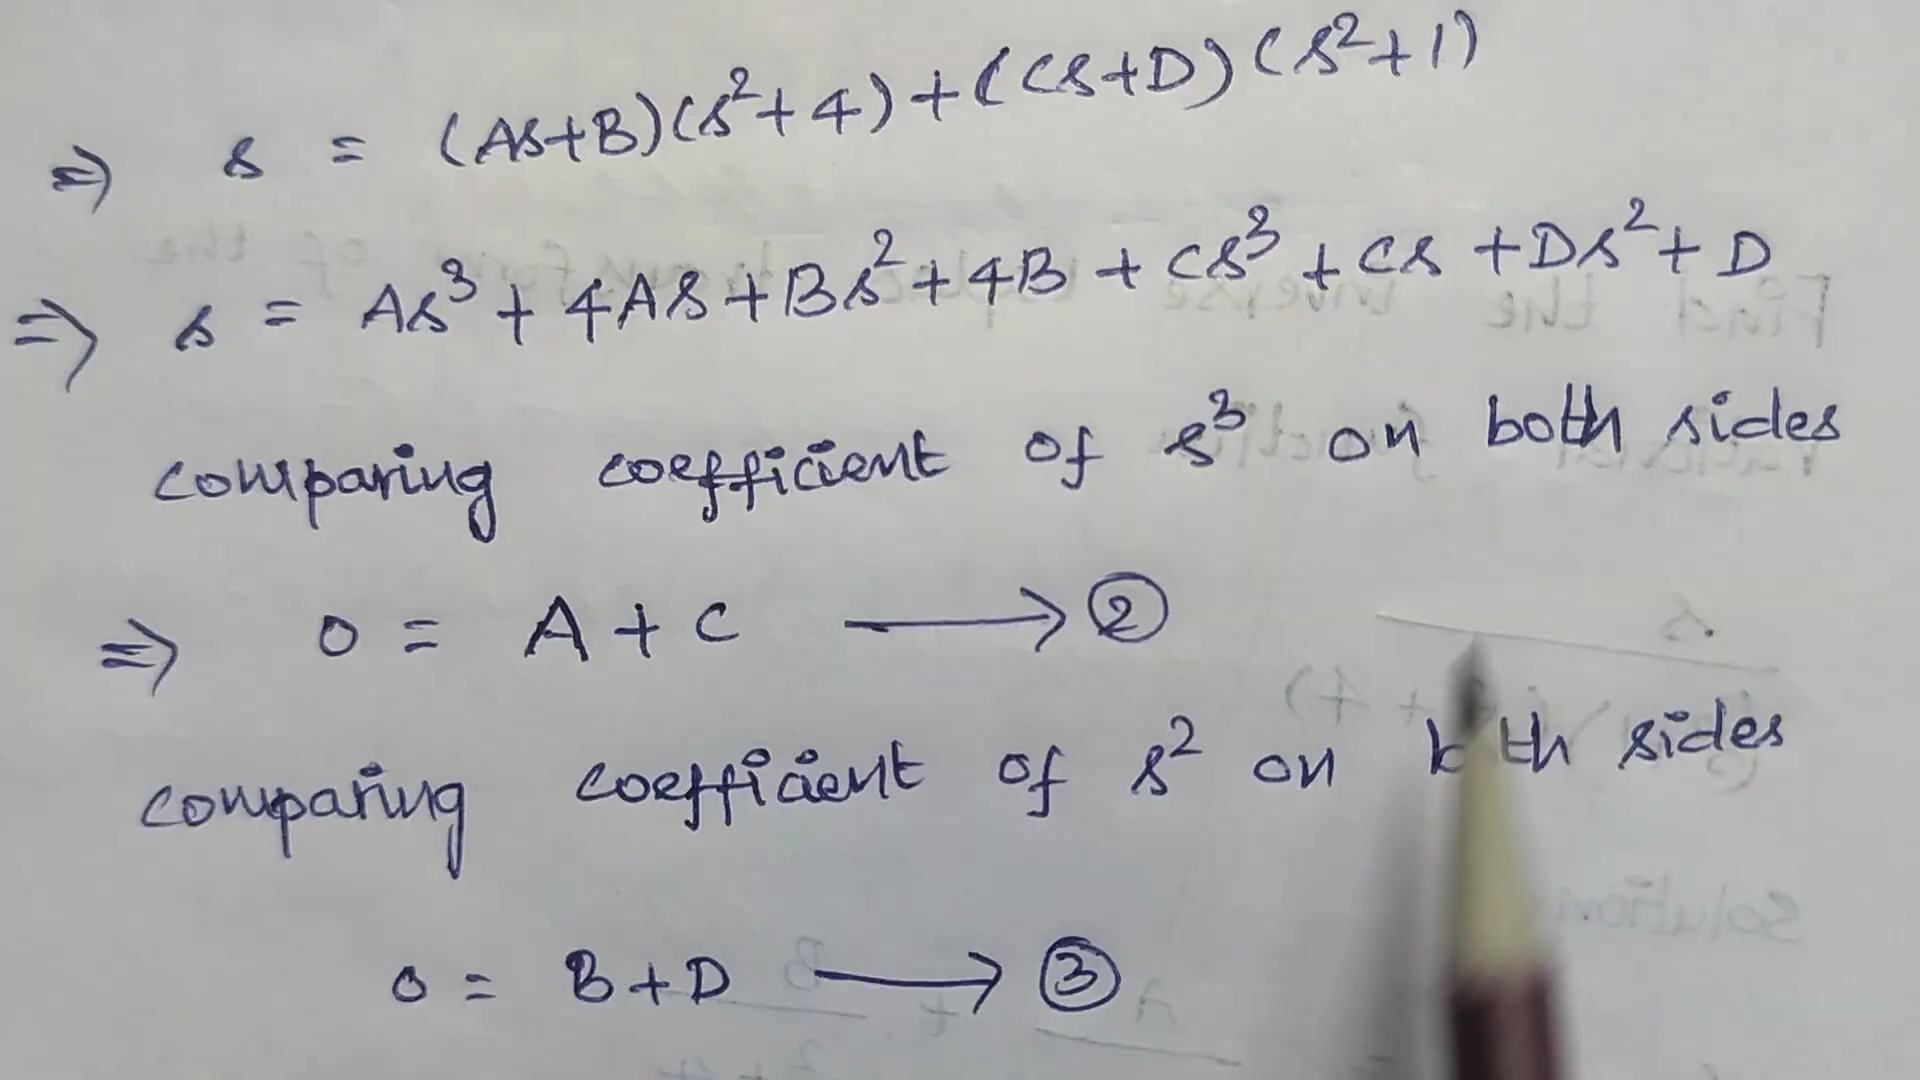 ⇒ s = (As+B)(s²+4)+(Cs+D)(s²+1)
⇒ s = As³+4As+Bs²+4B+Cs³+Cs+Ds²+D
comparing coefficient of s³ on both sides
⇒ 0 = A+C ⟶ ②
comparing coefficient of s² on both sides
0 = B+D ⟶ ③